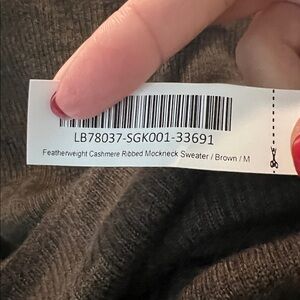 LB78037-SGK001-33691
Featherweight Cashmere Ribbed Mockneck Sweater / Brown / M